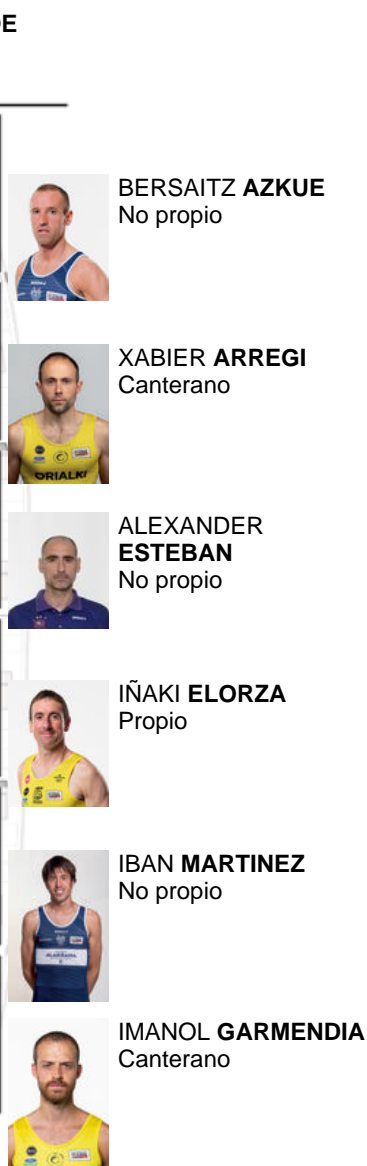 BERSAITZ AZKUE
No propio
XABIER ARREGI
Canterano
ORIALKI
ALEXANDER
ESTEBAN
No propio
IÑAKI ELORZA
Propio
IBAN MARTINEZ
No propio
IMANOL GARMENDIA
Canterano